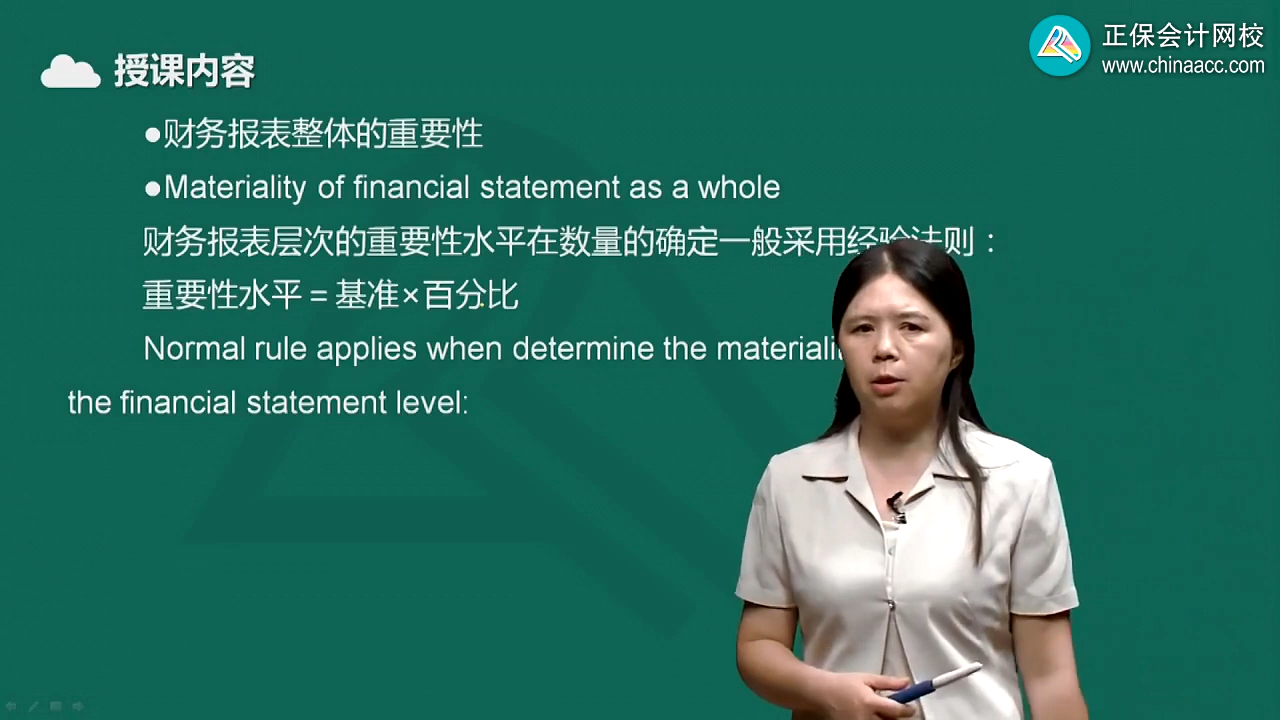 正保会计网校
www.chinaacc.com
授课内容
●财务报表整体的重要性
●Materiality of financial statement as a whole
财务报表层次的重要性水平在数量的确定一般采用经验法则：
重要性水平 = 基准×百分比
Normal rule applies when determine the
the financial statement level: